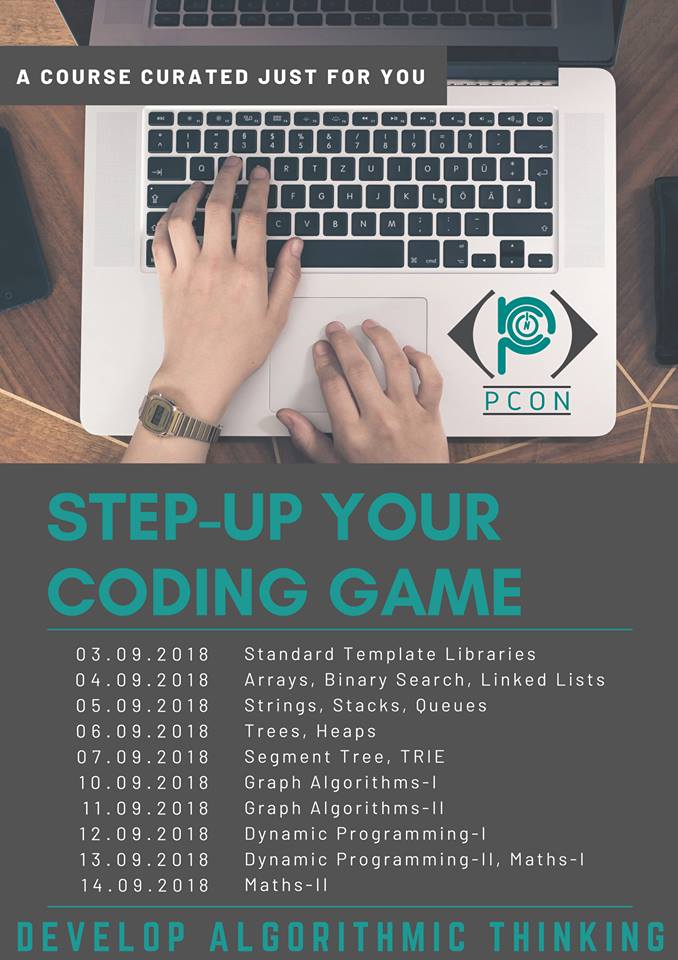 A COURSE CURATED JUST FOR YOU
PCON
STEP-UP YOUR
CODING GAME
03.09.2018 Standard Template Libraries
04.09.2018 Arrays, Binary Search, Linked Lists
05.09.2018 Strings, Stacks, Queues
06.09.2018 Trees, Heaps
07.09.2018 Segment Tree, TRIE
10.09.2018 Graph Algorithms-I
11.09.2018 Graph Algorithms-II
12.09.2018 Dynamic Programming-I
13.09.2018 Dynamic Programming-II, Maths-I
14.09.2018 Maths-II
DEVELOP ALGORITHMIC THINKING